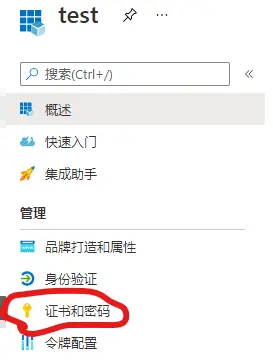 test
搜索(Ctrl+/)
概述
快速入门
集成助手
管理
品牌打造和属性
身份验证
证书和密码
令牌配置